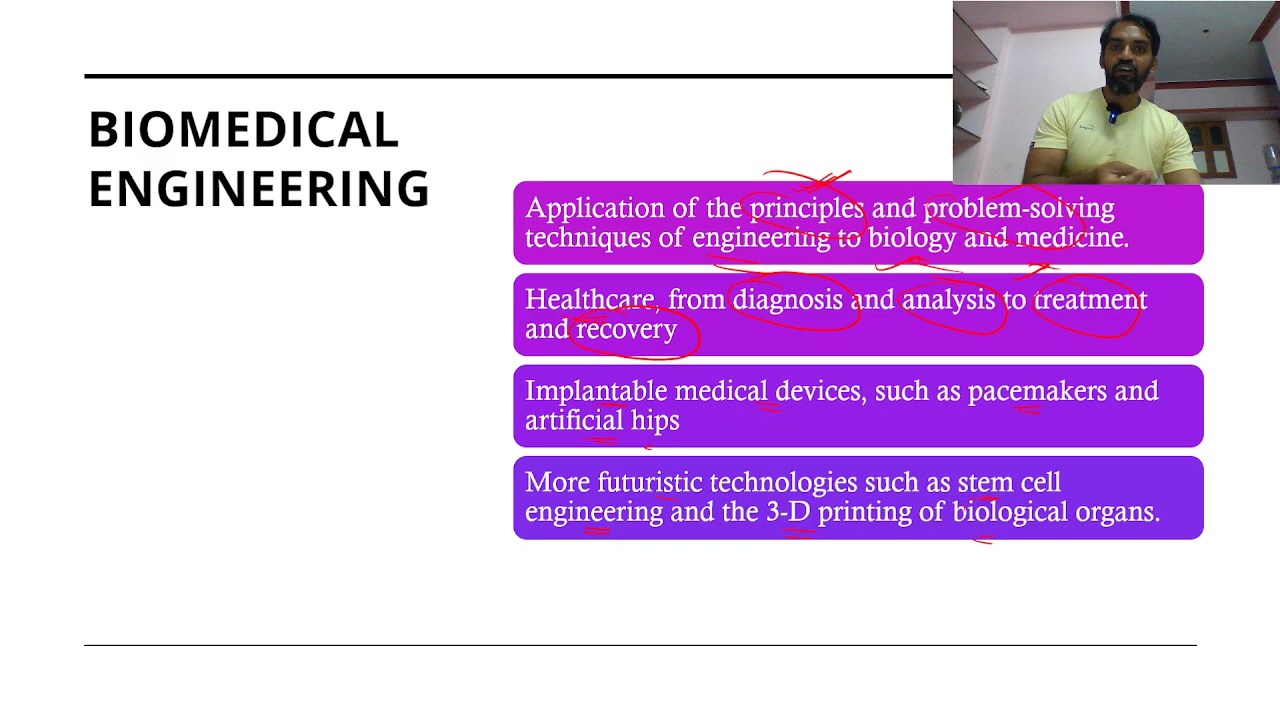 BIOMEDICAL
ENGINEERING
Application of the principles and problem-solving
techniques of engineering to biology and medicine.
Healthcare, from diagnosis and analysis to treatment
and recovery
Implantable medical devices, such as pacemakers and
artificial hips
More futuristic technologies such as stem cell
engineering and the 3-D printing of biological organs.